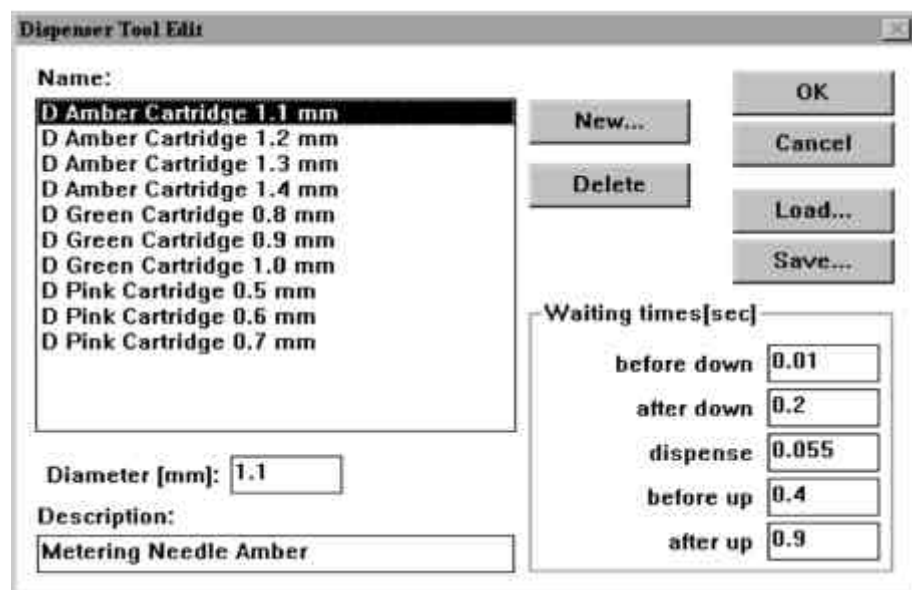 Dispenser Tool Edit
Name:
D Amber Cartridge 1.1 mm
D Amber Cartridge 1.2 mm
D Amber Cartridge 1.3 mm
D Amber Cartridge 1.4 mm
D Green Cartridge 0.8 mm
D Green Cartridge 0.9 mm
D Green Cartridge 1.0 mm
D Pink Cartridge 0.5 mm
D Pink Cartridge 0.6 mm
D Pink Cartridge 0.7 mm
New...
Delete
OK
Cancel
Load...
Save...
Diameter [mm]: 1.1
Description:
Metering Needle Amber
Waiting times[sec]
before down 0.01
after down 0.2
dispense 0.055
before up 0.4
after up 0.9